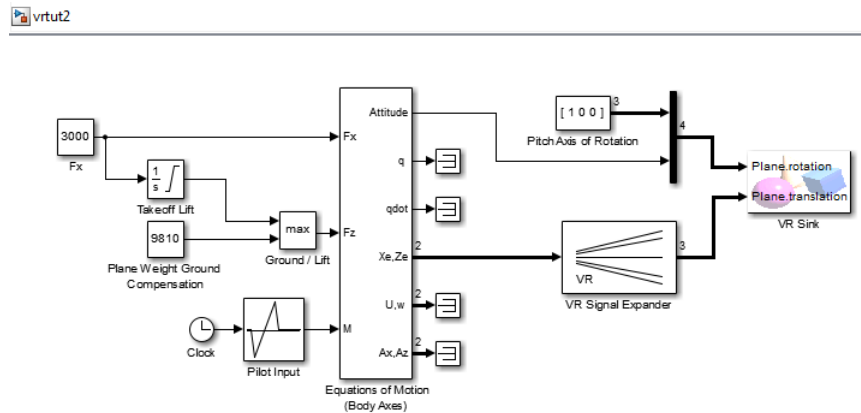 vrtut2
3000
Fx
1
s
Takeoff Lift
9810
Plane Weight Ground
Compensation
max
Ground / Lift
Clock
Pilot Input
Fx
Fz
M
Attitude
q
qdot
Xe,Ze
2
U,w
2
Ax,Az
2
Equations of Motion
(Body Axes)
[ 1 0 0 ]
3
Pitch Axis of Rotation
4
VR
VR Signal Expander
3
Plane.rotation
Plane.translation
VR Sink